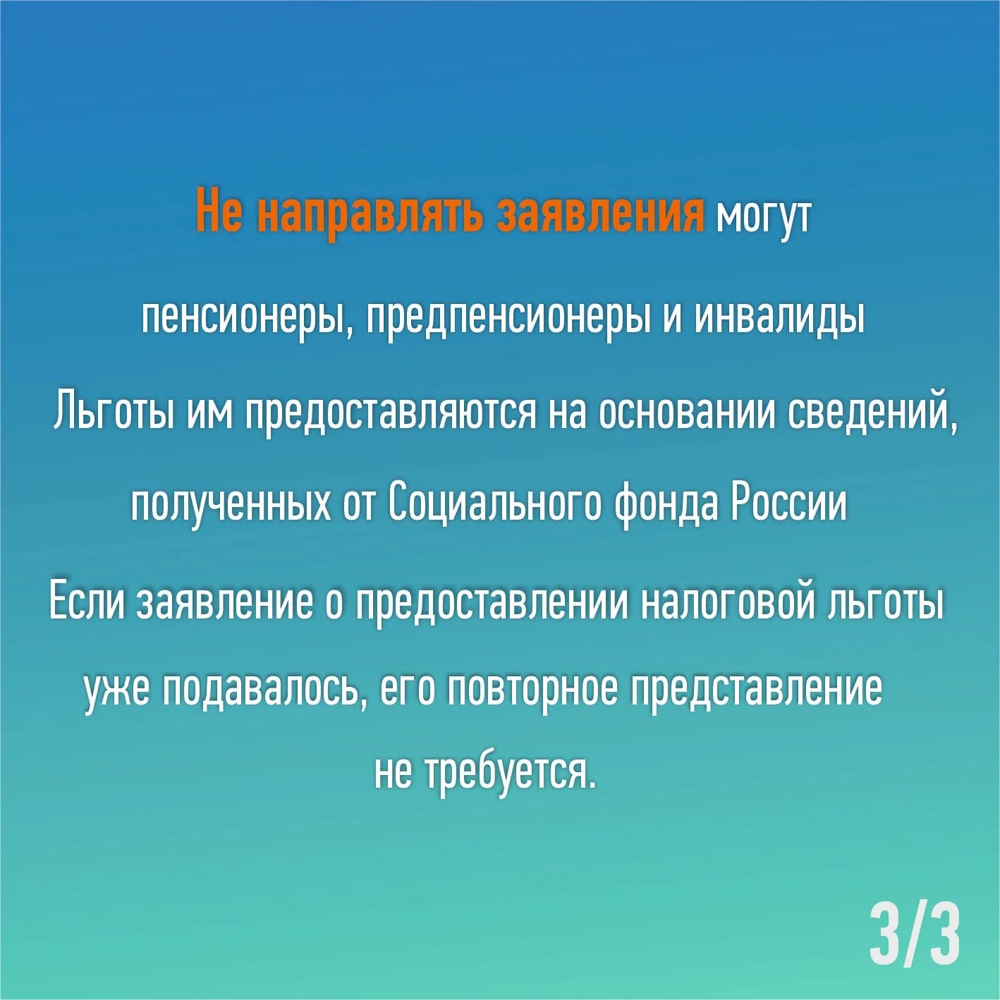 Не направлять заявления могут
пенсионеры, предпенсионеры и инвалиды
Льготы им предоставляются на основании сведений,
полученных от Социального фонда России
Если заявление о предоставлении налоговой льготы
уже подавалось, его повторное представление
не требуется.
3/3